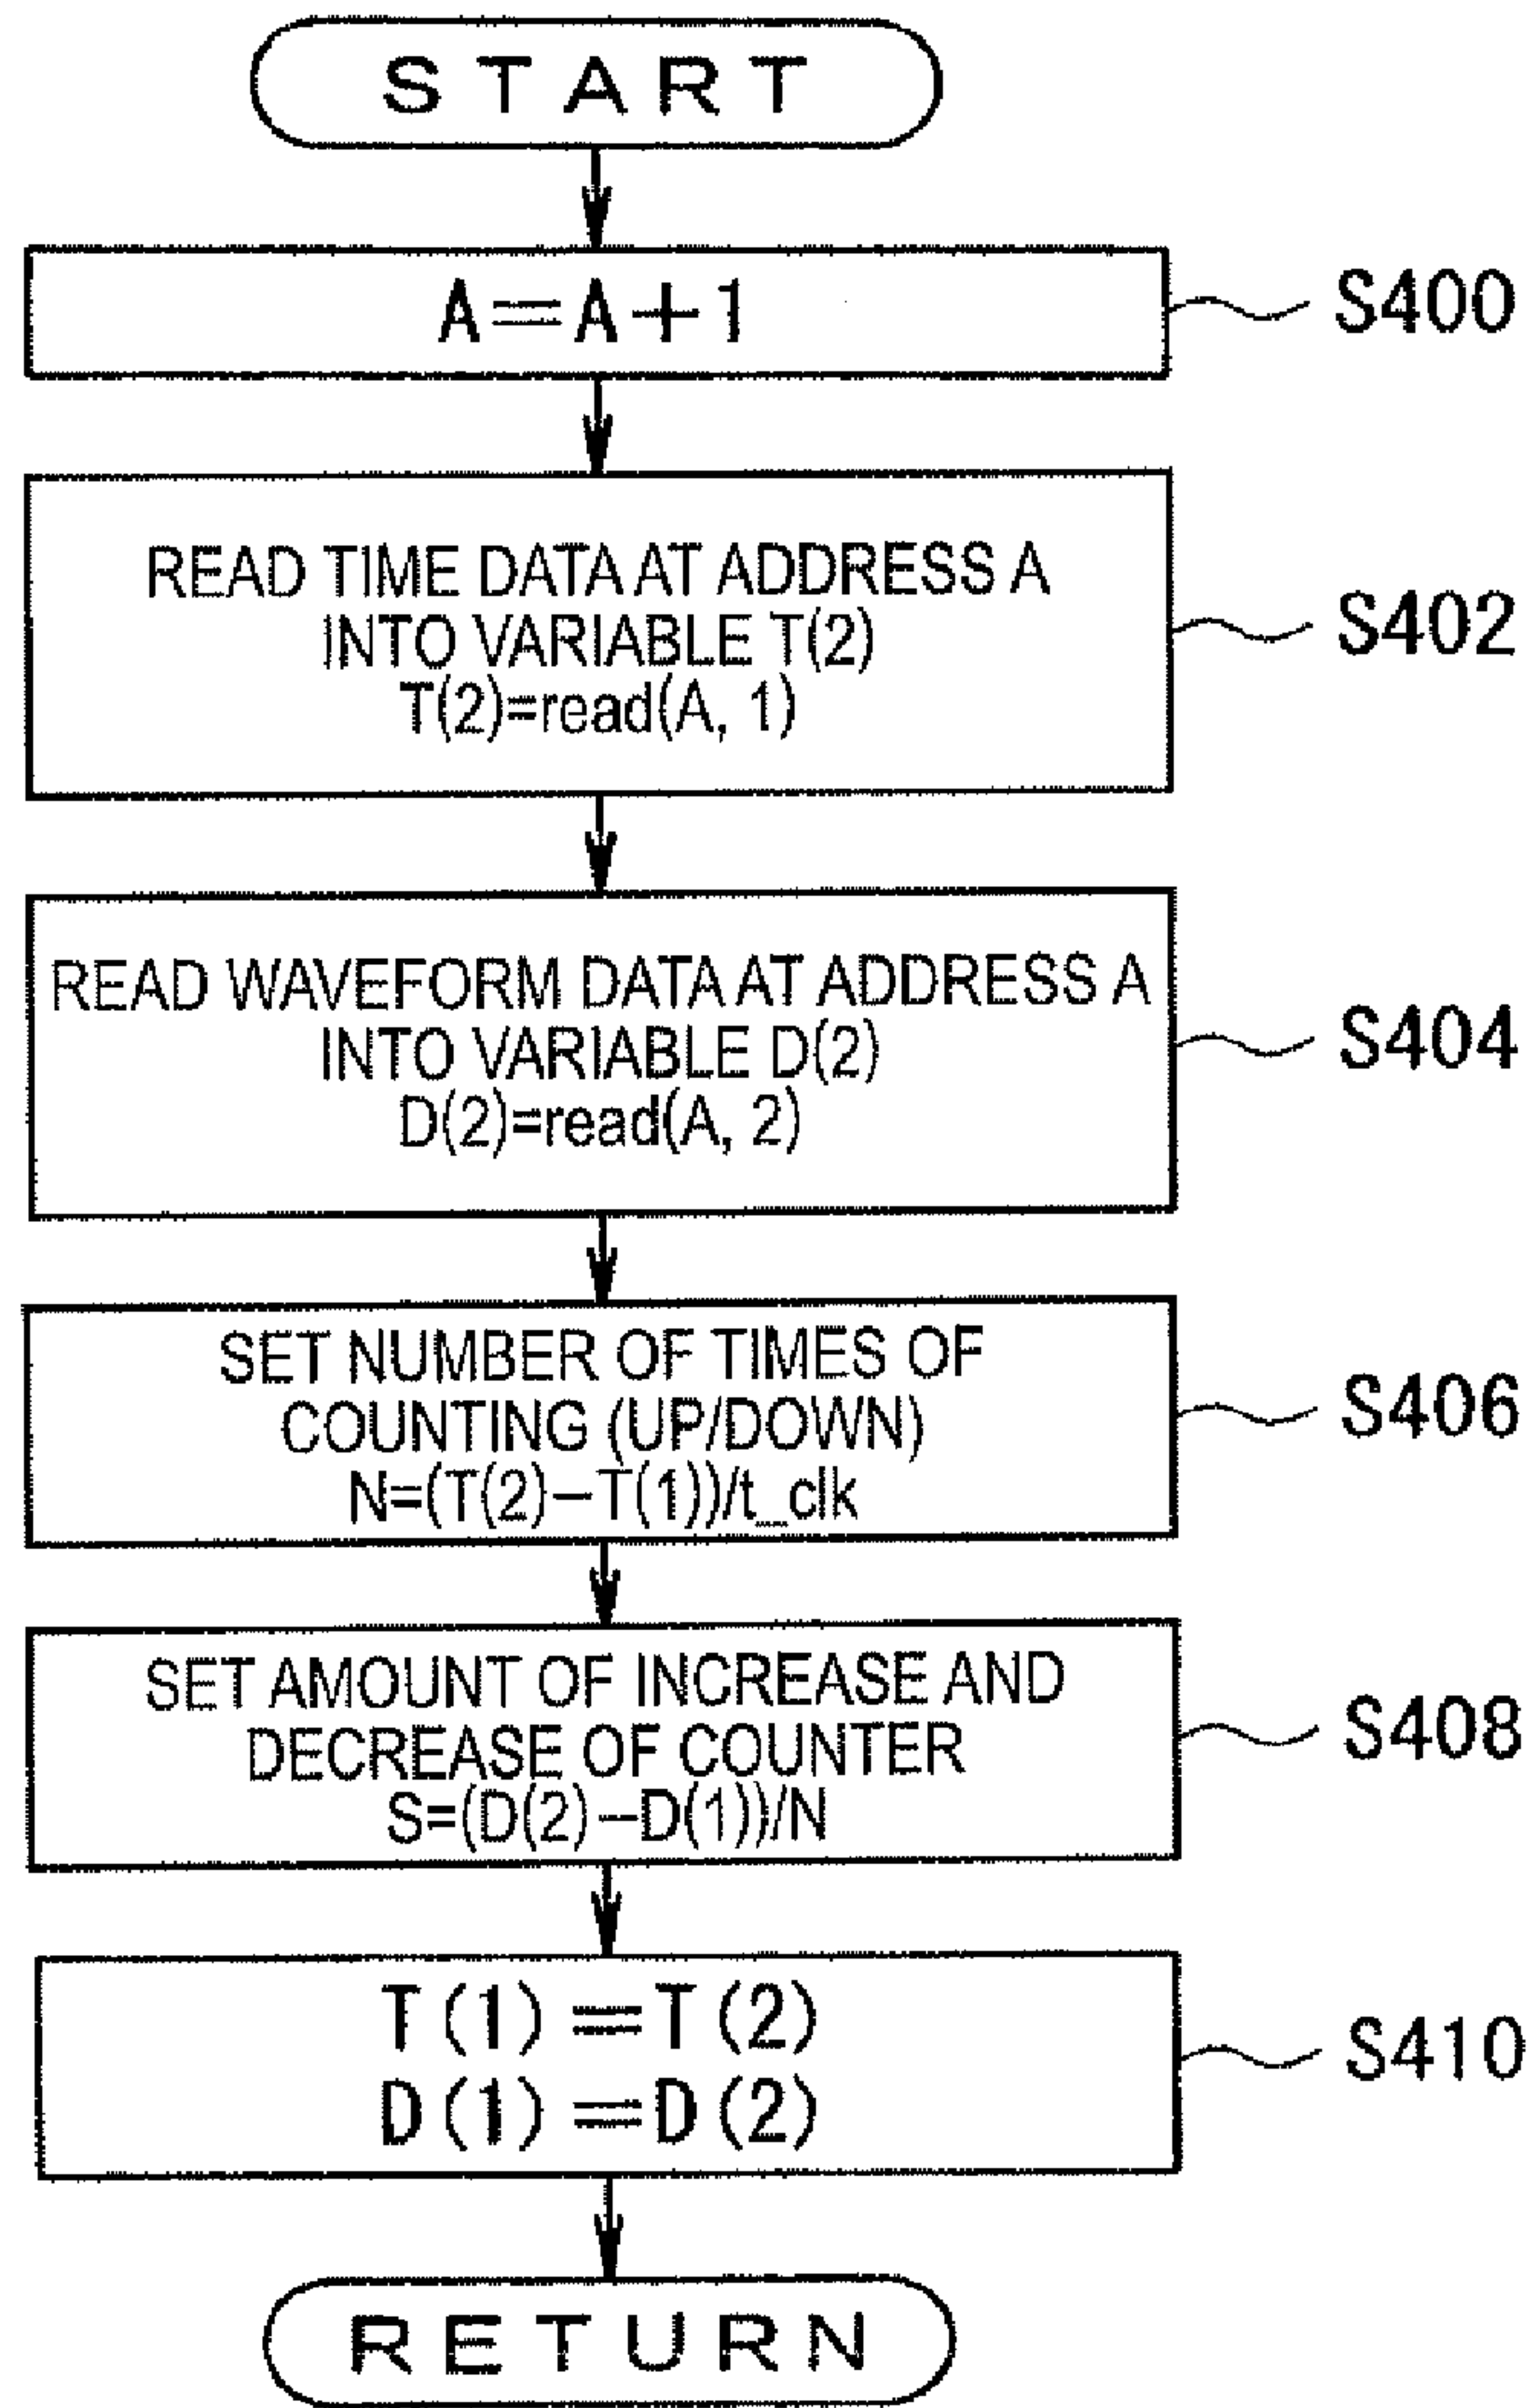 START
A=A+1
S400
READ TIME DATA AT ADDRESS A
INTO VARIABLE T(2)
T(2)=read(A, 1)
S402
READ WAVEFORM DATA AT ADDRESS A
INTO VARIABLE D(2)
D(2)=read(A, 2)
S404
SET NUMBER OF TIMES OF
COUNTING (UP/DOWN)
N=(T(2)−T(1))/t_clk
S406
SET AMOUNT OF INCREASE AND
DECREASE OF COUNTER
S=(D(2)−D(1))/N
S408
T(1)=T(2)
D(1)=D(2)
S410
RETURN